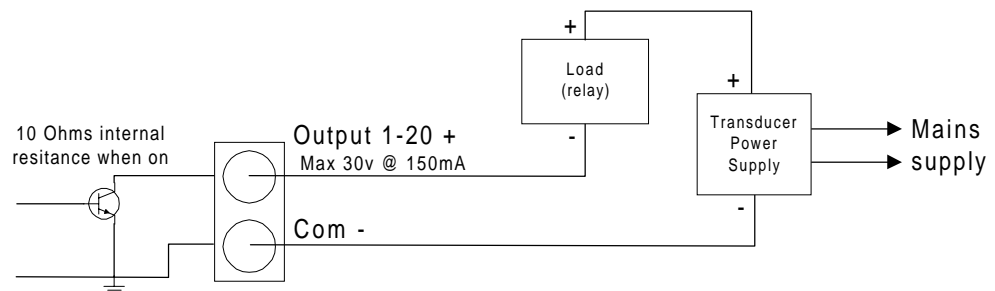 +
Load
(relay)
-
+
Transducer
Power
Supply
-
Mains
supply
10 Ohms internal
resitance when on
Output 1-20 +
Max 30v @ 150mA
Com -